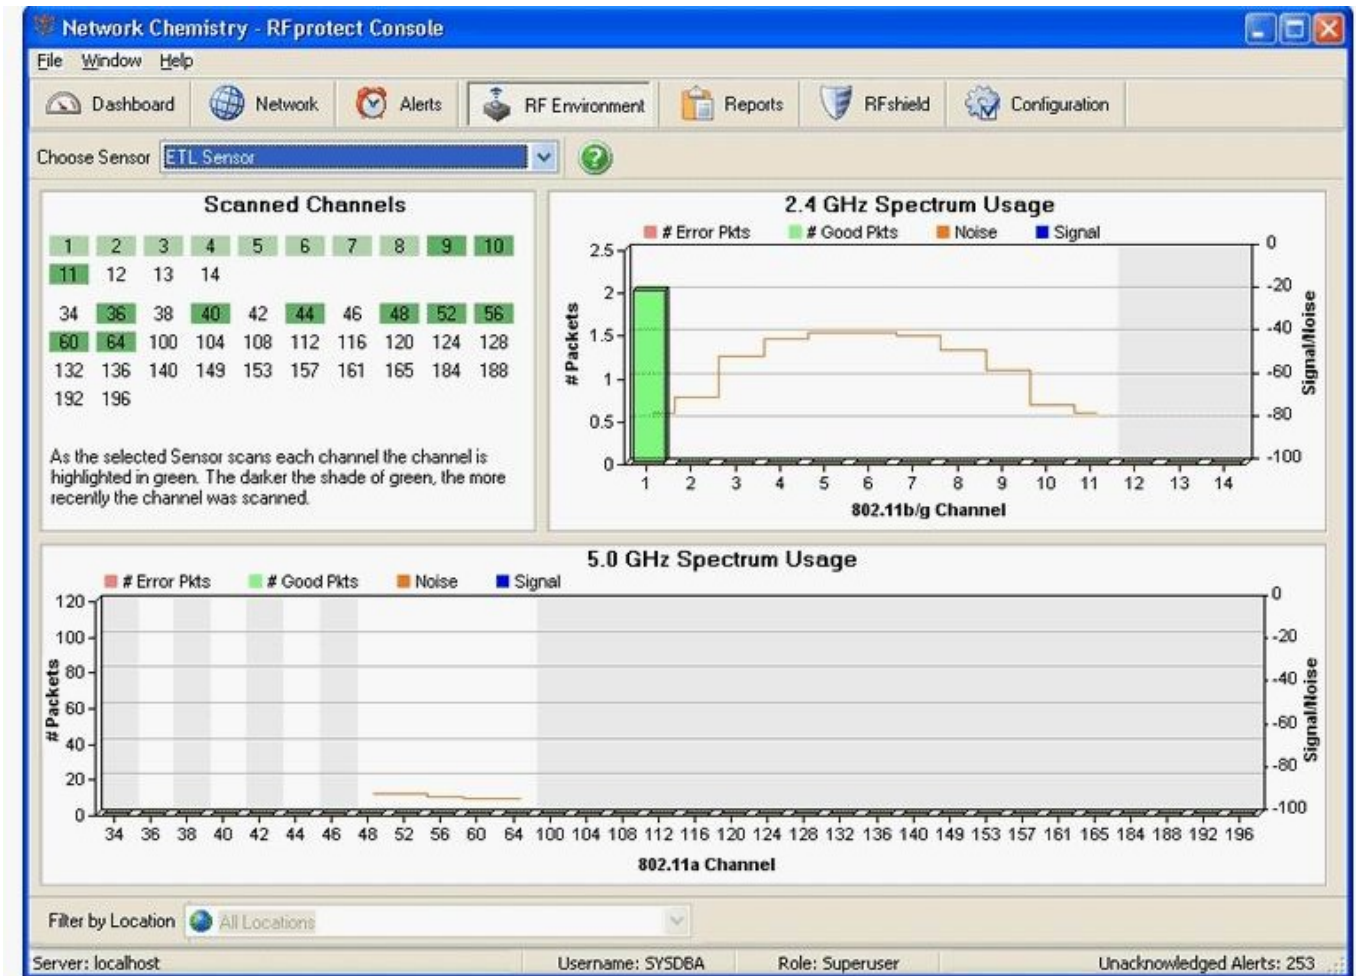 Network Chemistry - RFprotect Console
File Window Help
Dashboard Network Alerts RF Environment Reports RFshield Configuration
Choose Sensor ETL Sensor ?
Scanned Channels
1 2 3 4 5 6 7 8 9 10
11 12 13 14
34 36 38 40 42 44 46 48 52 56
60 64 100 104 108 112 116 120 124 128
132 136 140 149 153 157 161 165 184 188
192 196
As the selected Sensor scans each channel the channel is
highlighted in green. The darker the shade of green, the more
recently the channel was scanned.
2.4 GHz Spectrum Usage
# Error Pkts # Good Pkts Noise Signal
# Packets
2.5
2
1.5
1
0.5
0
0
-20
-40
-60
-80
-100
Signal/Noise
1 2 3 4 5 6 7 8 9 10 11 12 13 14
802.11b/g Channel
5.0 GHz Spectrum Usage
# Error Pkts # Good Pkts Noise Signal
# Packets
120
100
80
60
40
20
0
0
-20
-40
-60
-80
-100
Signal/Noise
34 36 38 40 42 44 46 48 52 56 60 64 100 104 108 112 116 120 124 128 132 136 140 149 153 157 161 165 184 188 192 196
802.11a Channel
Filter by Location All Locations
Server: localhost Username: SYSDBA Role: Superuser Unacknowledged Alerts: 253